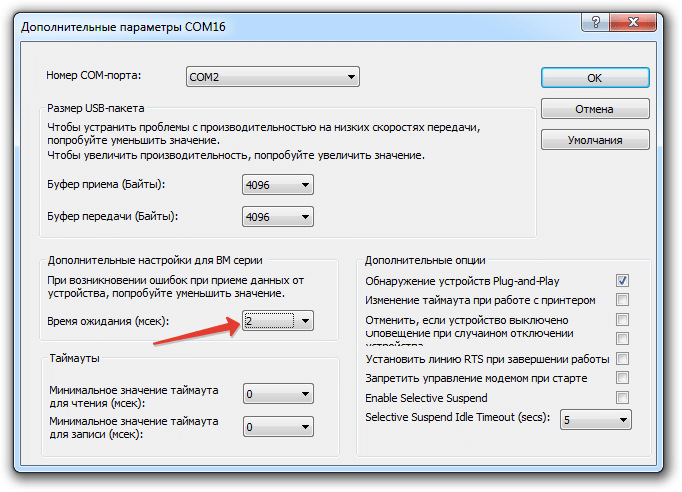 Дополнительные параметры COM16
Номер COM-порта:
COM2
OK
Размер USB-пакета
Отмена
Чтобы устранить проблемы с производительностью на низких скоростях передачи,
попробуйте уменьшить значение.
Умолчания
Чтобы увеличить производительность, попробуйте увеличить значение.
Буфер приема (Байты):
4096
Буфер передачи (Байты):
4096
Дополнительные настройки для BM серии
При возникновении ошибок при приеме данных от
устройства, попробуйте уменьшить значение.
Время ожидания (мсек):
2
Таймауты
Минимальное значение таймаута
для чтения (мсек):
0
Минимальное значение таймаута
для записи (мсек):
0
Дополнительные опции
Обнаружение устройств Plug-and-Play
Изменение таймаута при работе с принтером
Отменить, если устройство выключено
Оповещение при случайном отключении
устройства
Установить линию RTS при завершении работы
Запретить управление модемом при старте
Enable Selective Suspend
Selective Suspend Idle Timeout (secs):
5